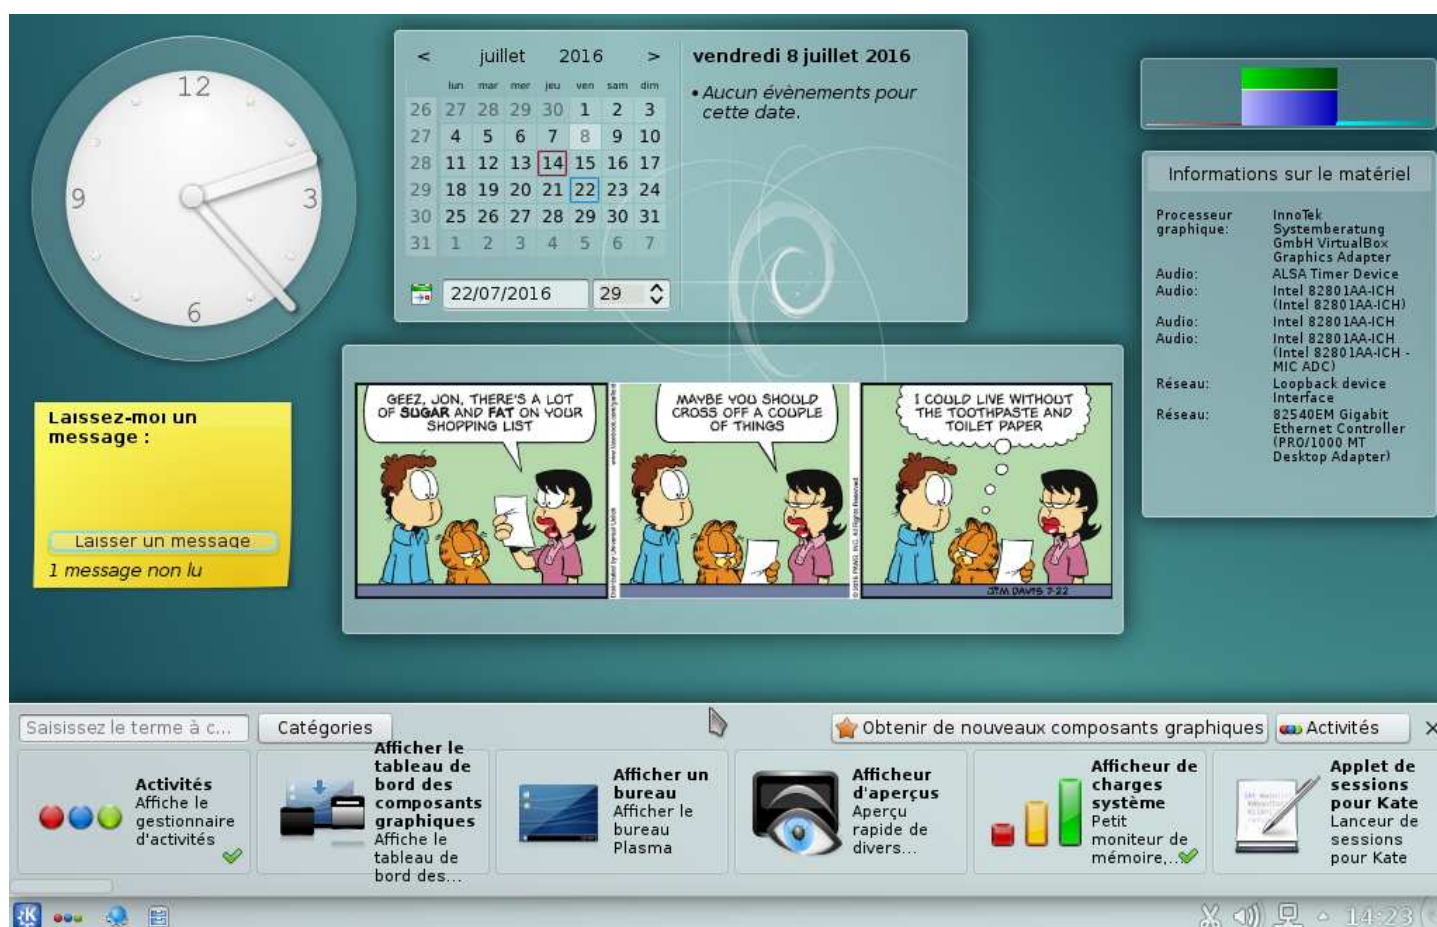 12
3
6
9
< juillet 2016 >
lun mar mer jeu ven sam dim
26 27 28 29 30 1 2 3
27 4 5 6 7 8 9 10
28 11 12 13 14 15 16 17
29 18 19 20 21 22 23 24
30 25 26 27 28 29 30 31
31 1 2 3 4 5 6 7
22/07/2016 29
vendredi 8 juillet 2016
• Aucun évènements pour
cette date.
Informations sur le matériel
Processeur
graphique:
InnoTek
Systemberatung
GmbH VirtualBox
Graphics Adapter
Audio: ALSA Timer Device
Audio: Intel 82801AA-ICH
(Intel 82801AA-ICH)
Audio: Intel 82801AA-ICH
Audio: Intel 82801AA-ICH
(Intel 82801AA-ICH -
MIC ADC)
Réseau: Loopback device
Interface
Réseau: 82540EM Gigabit
Ethernet Controller
(PRO/1000 MT
Desktop Adapter)
Laissez-moi un
message :
Laisser un message
1 message non lu
GEEZ, JON, THERE'S A LOT
OF SUGAR AND FAT ON YOUR
SHOPPING LIST
MAYBE YOU SHOULD
CROSS OFF A COUPLE
OF THINGS
I COULD LIVE WITHOUT
THE TOOTHPASTE AND
TOILET PAPER
© 2016 PAWS, INC. All Rights Reserved.
JIM DAVIS 7-22
Saisissez le terme à c...
Catégories
Obtenir de nouveaux composants graphiques
Activités
Activités
Affiche le
gestionnaire
d'activités
Afficher le
tableau de
bord des
composants
graphiques
Affiche le
tableau de
bord des...
Afficher un
bureau
Afficher le
bureau
Plasma
Afficheur
d'aperçus
Aperçu
rapide de
divers...
Afficheur de
charges
système
Petit
moniteur de
mémoire,...
Applet de
sessions
pour Kate
Lanceur de
sessions
pour Kate
14:23